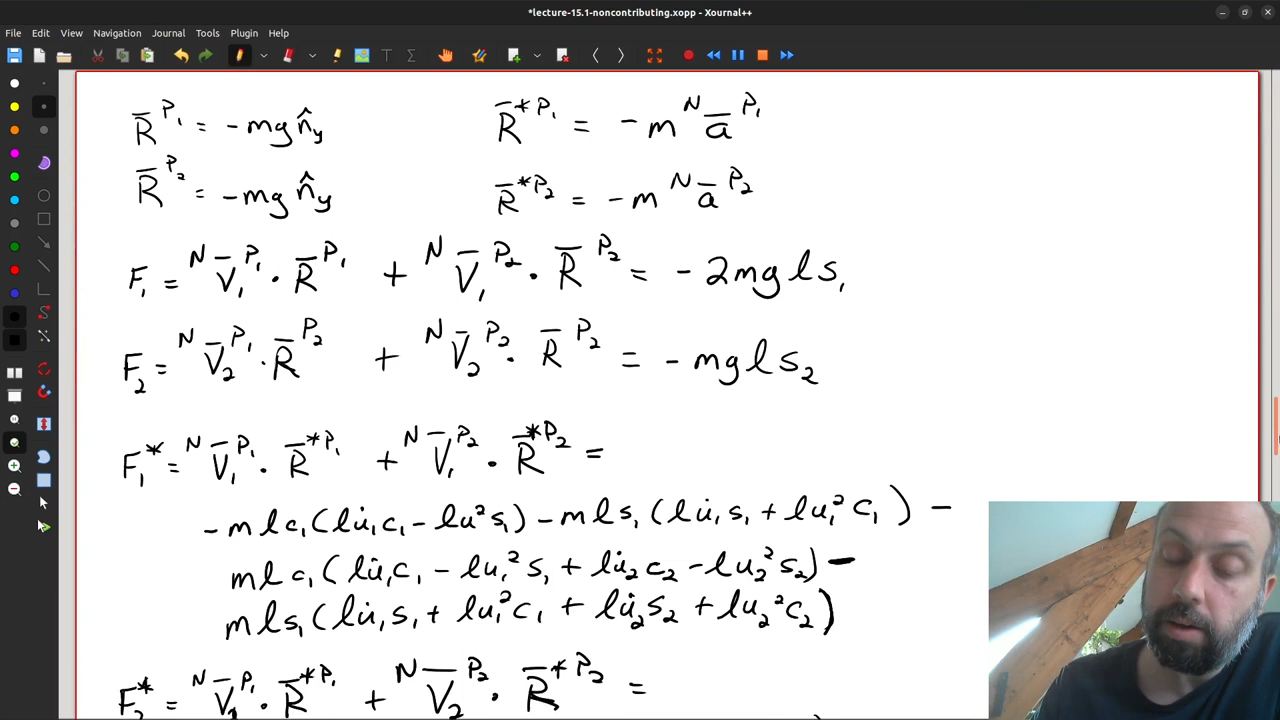 *lecture-15.1-noncontributing.xopp - Xournal++
File Edit View Navigation Journal Tools Plugin Help
R̄^P₁ = -mg n̂_y    R̄^*P₁ = -m ^N ā^P₁
R̄^P₂ = -mg n̂_y    R̄^*P₂ = -m ^N ā^P₂
F₁ = ^N V̄₁^P₁ · R̄^P₁ + ^N V̄₁^P₂ · R̄^P₂ = -2mgls₁
F₂ = ^N V̄₂^P₁ · R̄^P₂ + ^N V̄₂^P₂ · R̄^P₂ = -mgls₂
F₁^* = ^N V̄₁^P₁ · R̄^*P₁ + ^N V̄₁^P₂ · R̄^*P₂ =
-mlc₁(lu̇₁c₁ - lu²s₁) - mls₁(lu̇₁s₁ + lu₁²c₁) -
mlc₁(lu̇₁c₁ - lu₁²s₁ + lu̇₂c₂ - lu₂²s₂) -
mls₁(lu̇₁s₁ + lu₁²c₁ + lu̇₂s₂ + lu₂²c₂)
F₂^* = ^N V̄₂^P₁ · R̄^*P₁ + ^N V̄₂^P₂ · R̄^*P₂ =